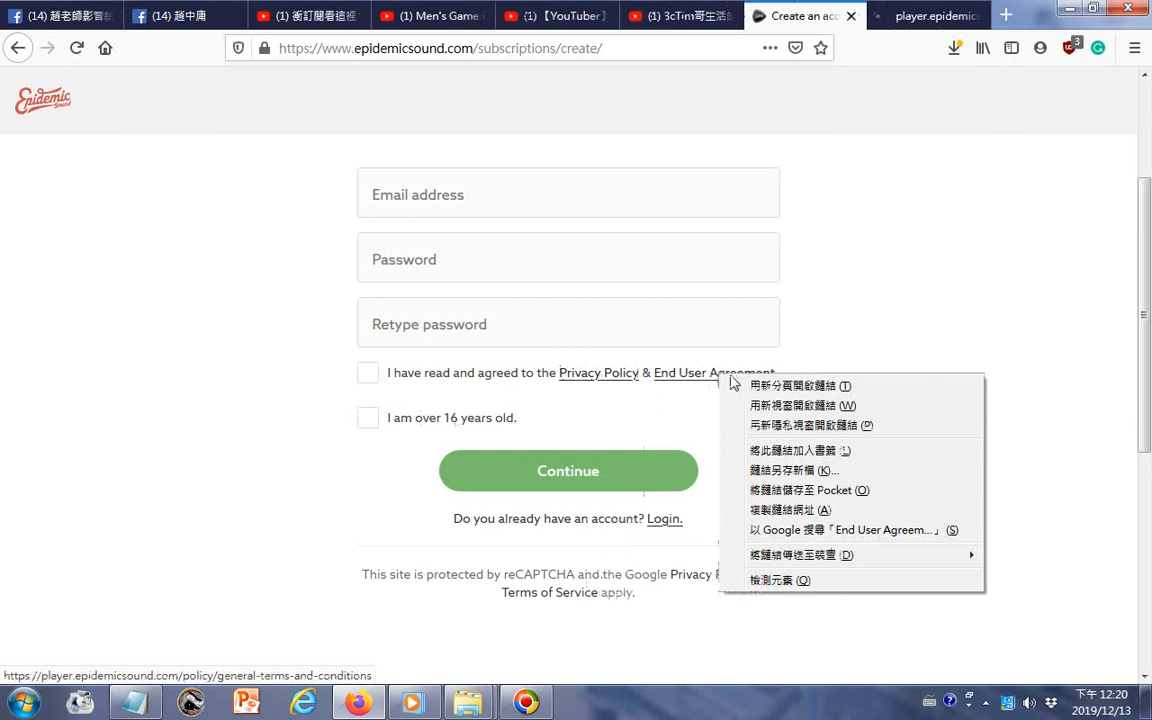 (14) 趙老師影音教
(14) 趙中庸
(1) 衝訂閱看這裡
(1) Men's Game
(1) 【YouTuber】
(1) 3cTim哥生活
Create an acc
player.epidemics
https://www.epidemicsound.com/subscriptions/create/
3
Epidemic
Sound
Email address
Password
Retype password
I have read and agreed to the Privacy Policy & End User Agreement.
I am over 16 years old.
Continue
Do you already have an account? Login.
This site is protected by reCAPTCHA and the Google Privacy
Terms of Service apply.
用新分頁開啟鏈結 (T)
用新視窗開啟鏈結 (W)
用新隱私視窗開啟鏈結 (P)
將此鏈結加入書籤 (L)
鏈結另存新檔 (K)...
將鏈結儲存至 Pocket (O)
複製鏈結網址 (A)
以 Google 搜尋「End User Agreem...」 (S)
將鏈結傳送至裝置 (D)
檢測元素 (Q)
https://player.epidemicsound.com/policy/general-terms-and-conditions
下午 12:20
2019/12/13